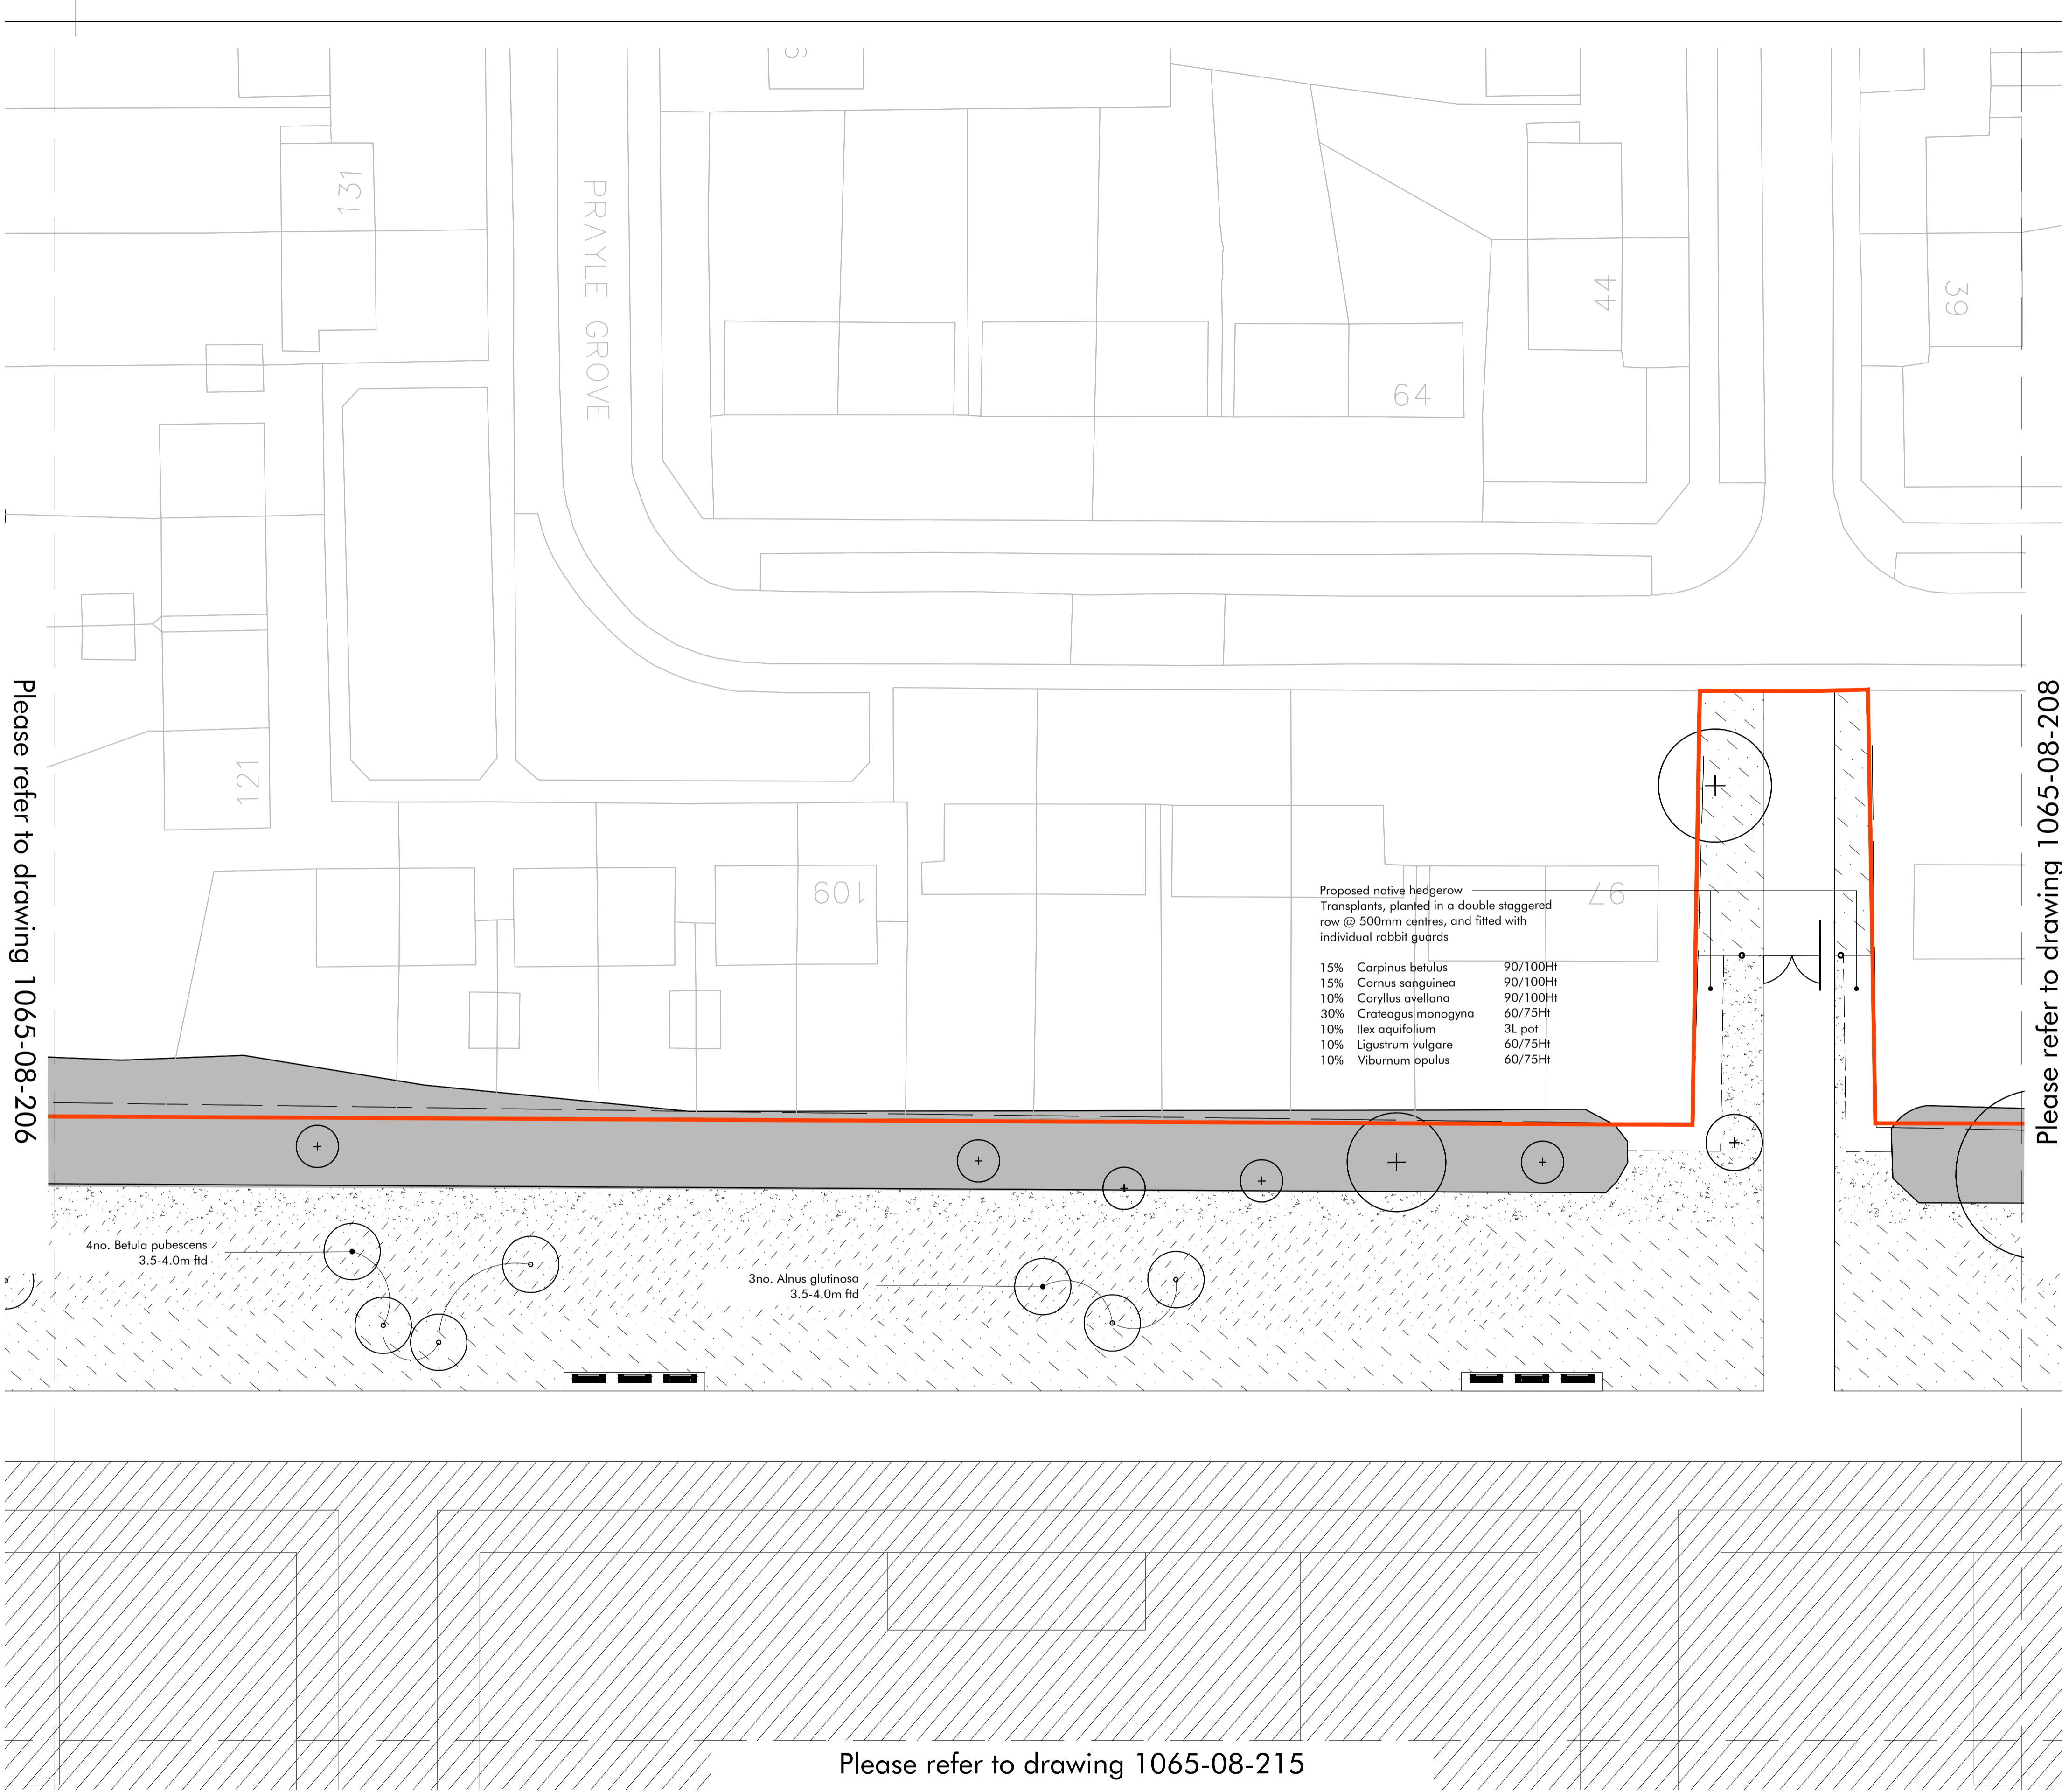 131
PRAYLE GROVE
44
39
64
121
109
97
Please refer to drawing 1065-08-206
Please refer to drawing 1065-08-208
Proposed native hedgerow
Transplants, planted in a double staggered
row @ 500mm centres, and fitted with
individual rabbit guards
15% Carpinus betulus 90/100Ht
15% Cornus sanguinea 90/100Ht
10% Coryllus avellana 90/100Ht
30% Crateagus monogyna 60/75Ht
10% Ilex aquifolium 3L pot
10% Ligustrum vulgare 60/75Ht
10% Viburnum opulus 60/75Ht
4no. Betula pubescens
3.5-4.0m ftd
3no. Alnus glutinosa
3.5-4.0m ftd
Please refer to drawing 1065-08-215